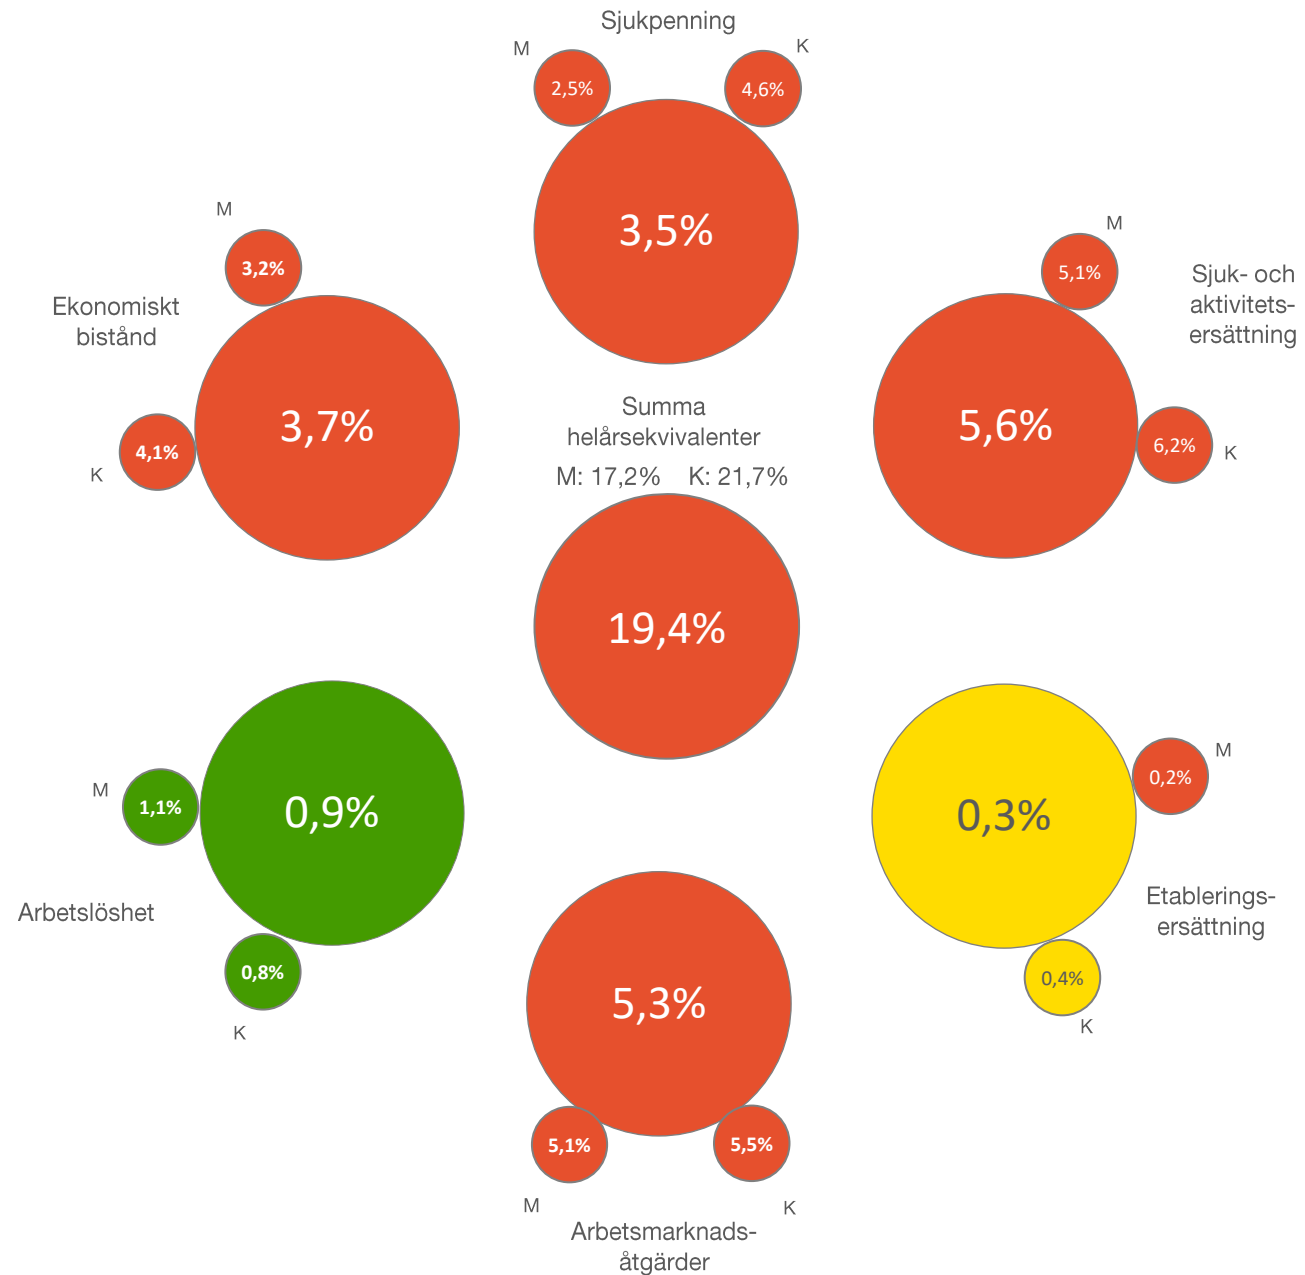 Sjukpenning
M
K
2,5%
4,6%
3,5%
M
3,2%
Ekonomiskt
bistånd
3,7%
4,1%
K
M
5,1%
Sjuk- och
aktivitets-
ersättning
5,6%
6,2%
K
Summa
helårsekvivalenter
M: 17,2% K: 21,7%
19,4%
M
1,1%
0,9%
Arbetslöshet
0,8%
K
M
0,2%
0,3%
Etablerings-
ersättning
0,4%
K
5,3%
5,1%
5,5%
M
K
Arbetsmarknads-
åtgärder